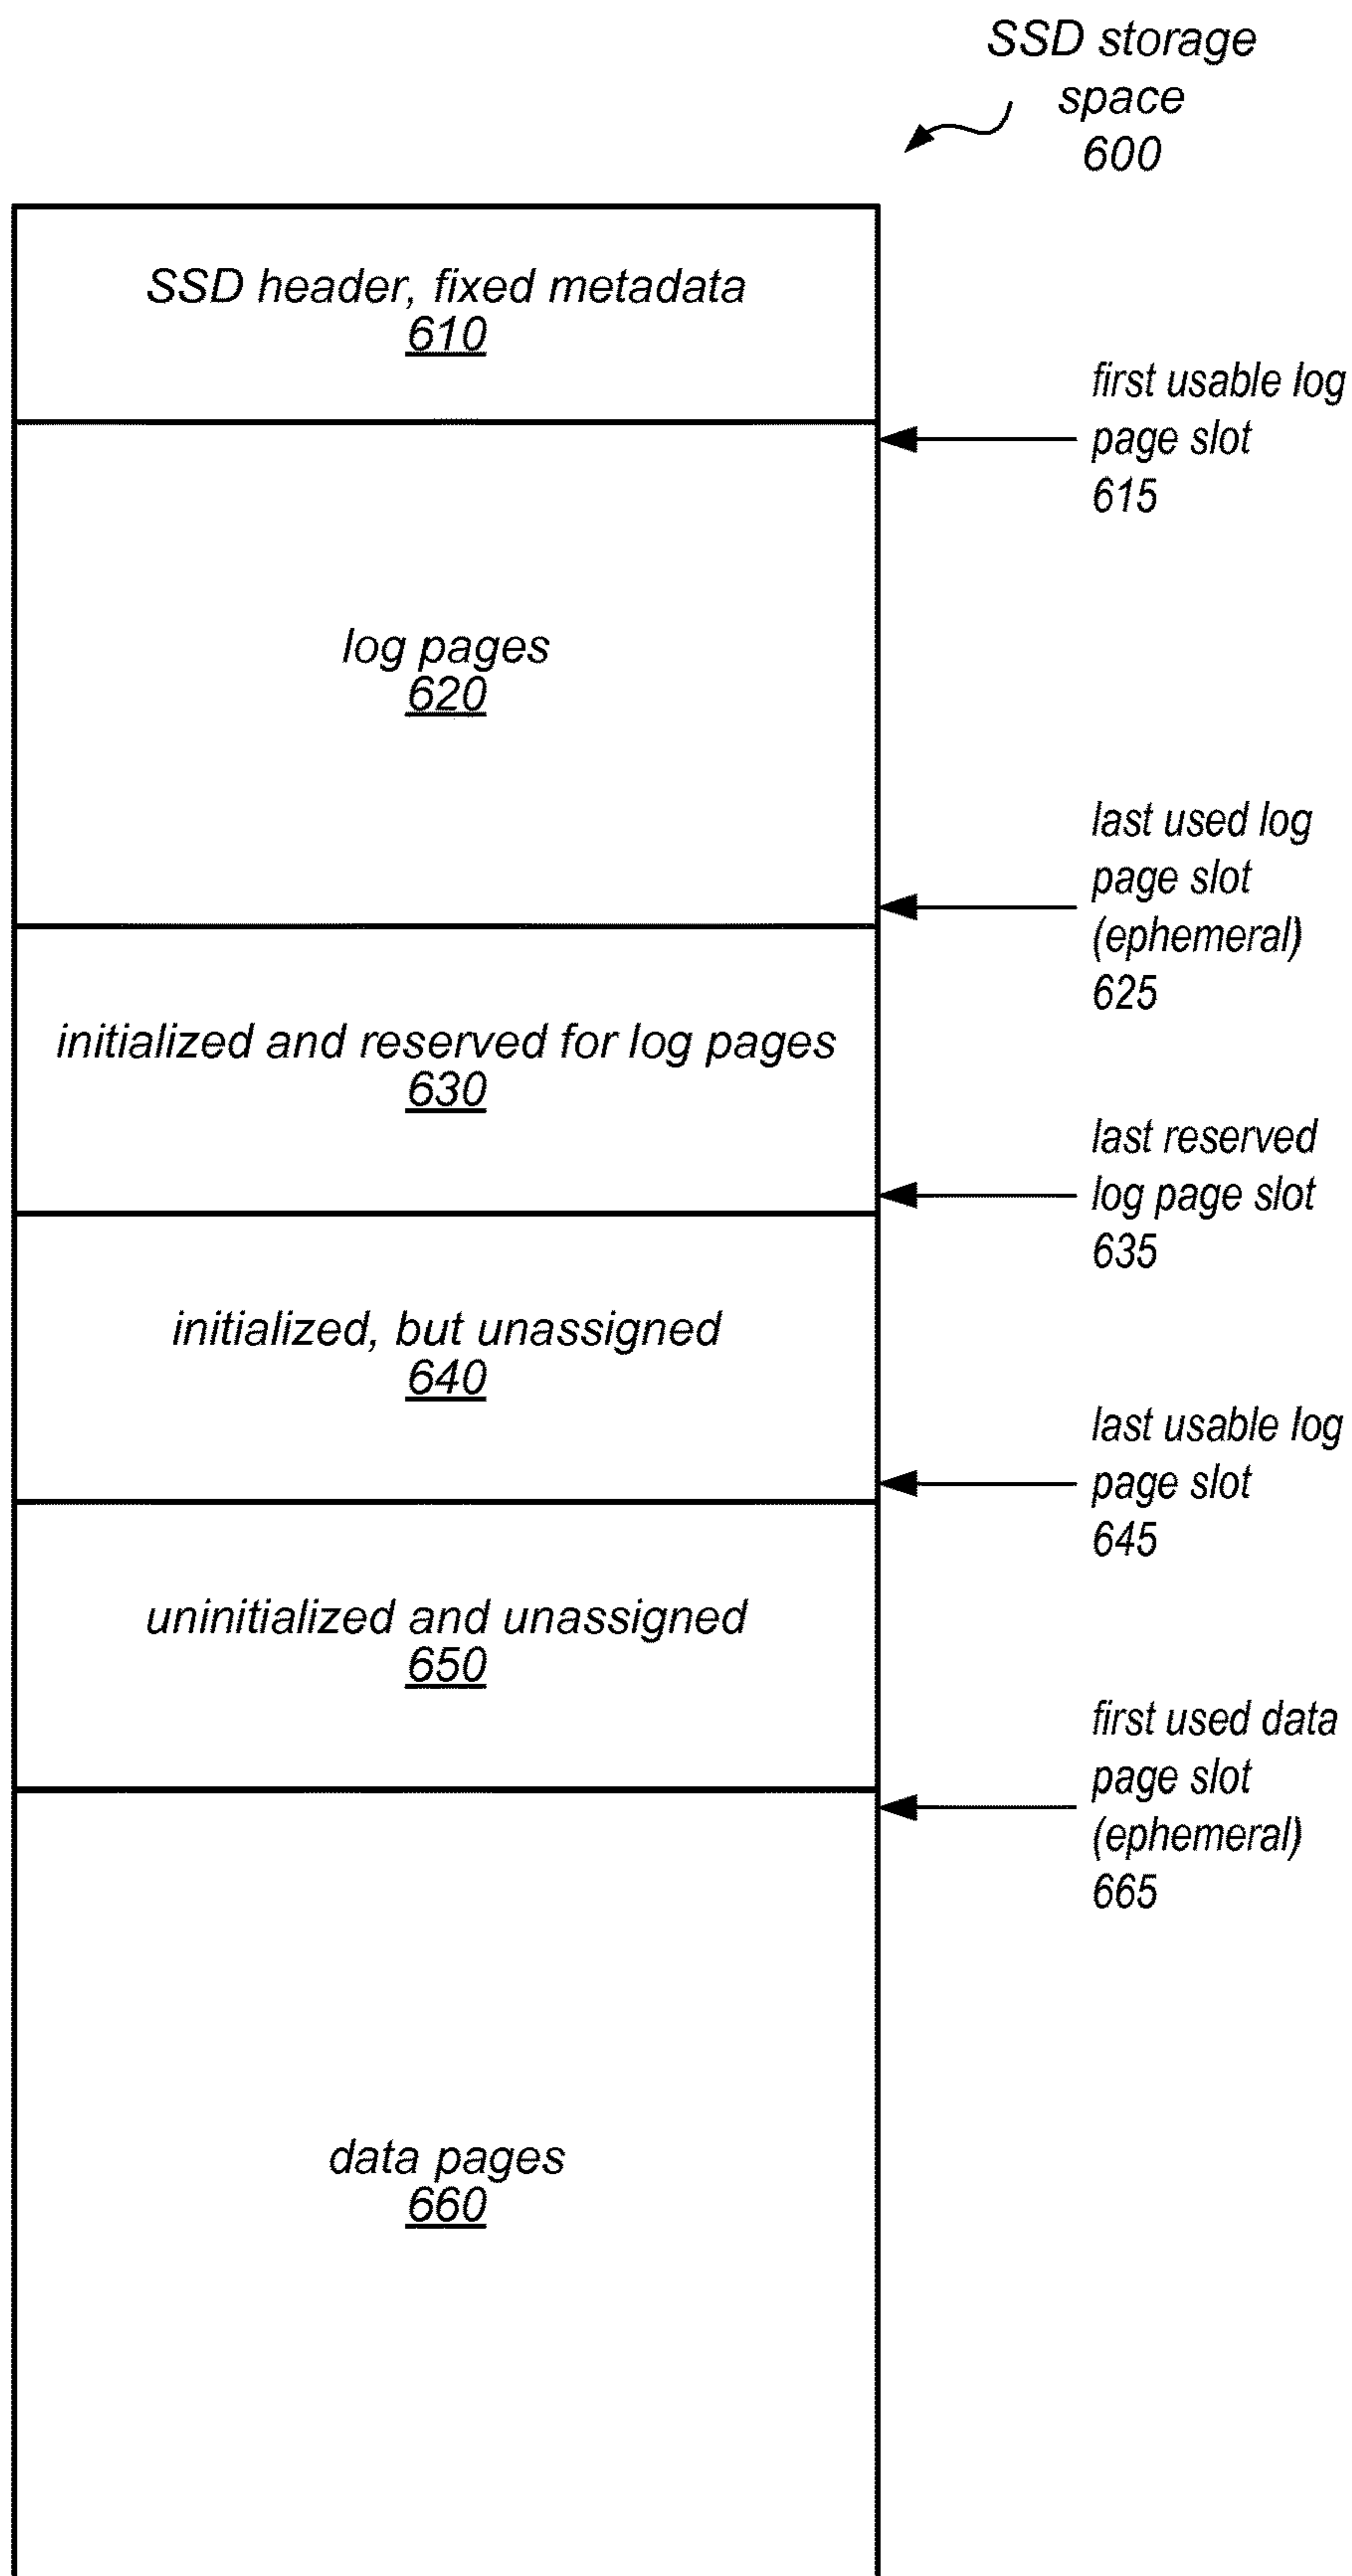 SSD storage
space
600
SSD header, fixed metadata
610
first usable log
page slot
615
log pages
620
last used log
page slot
(ephemeral)
625
initialized and reserved for log pages
630
last reserved
log page slot
635
initialized, but unassigned
640
last usable log
page slot
645
uninitialized and unassigned
650
first used data
page slot
(ephemeral)
665
data pages
660